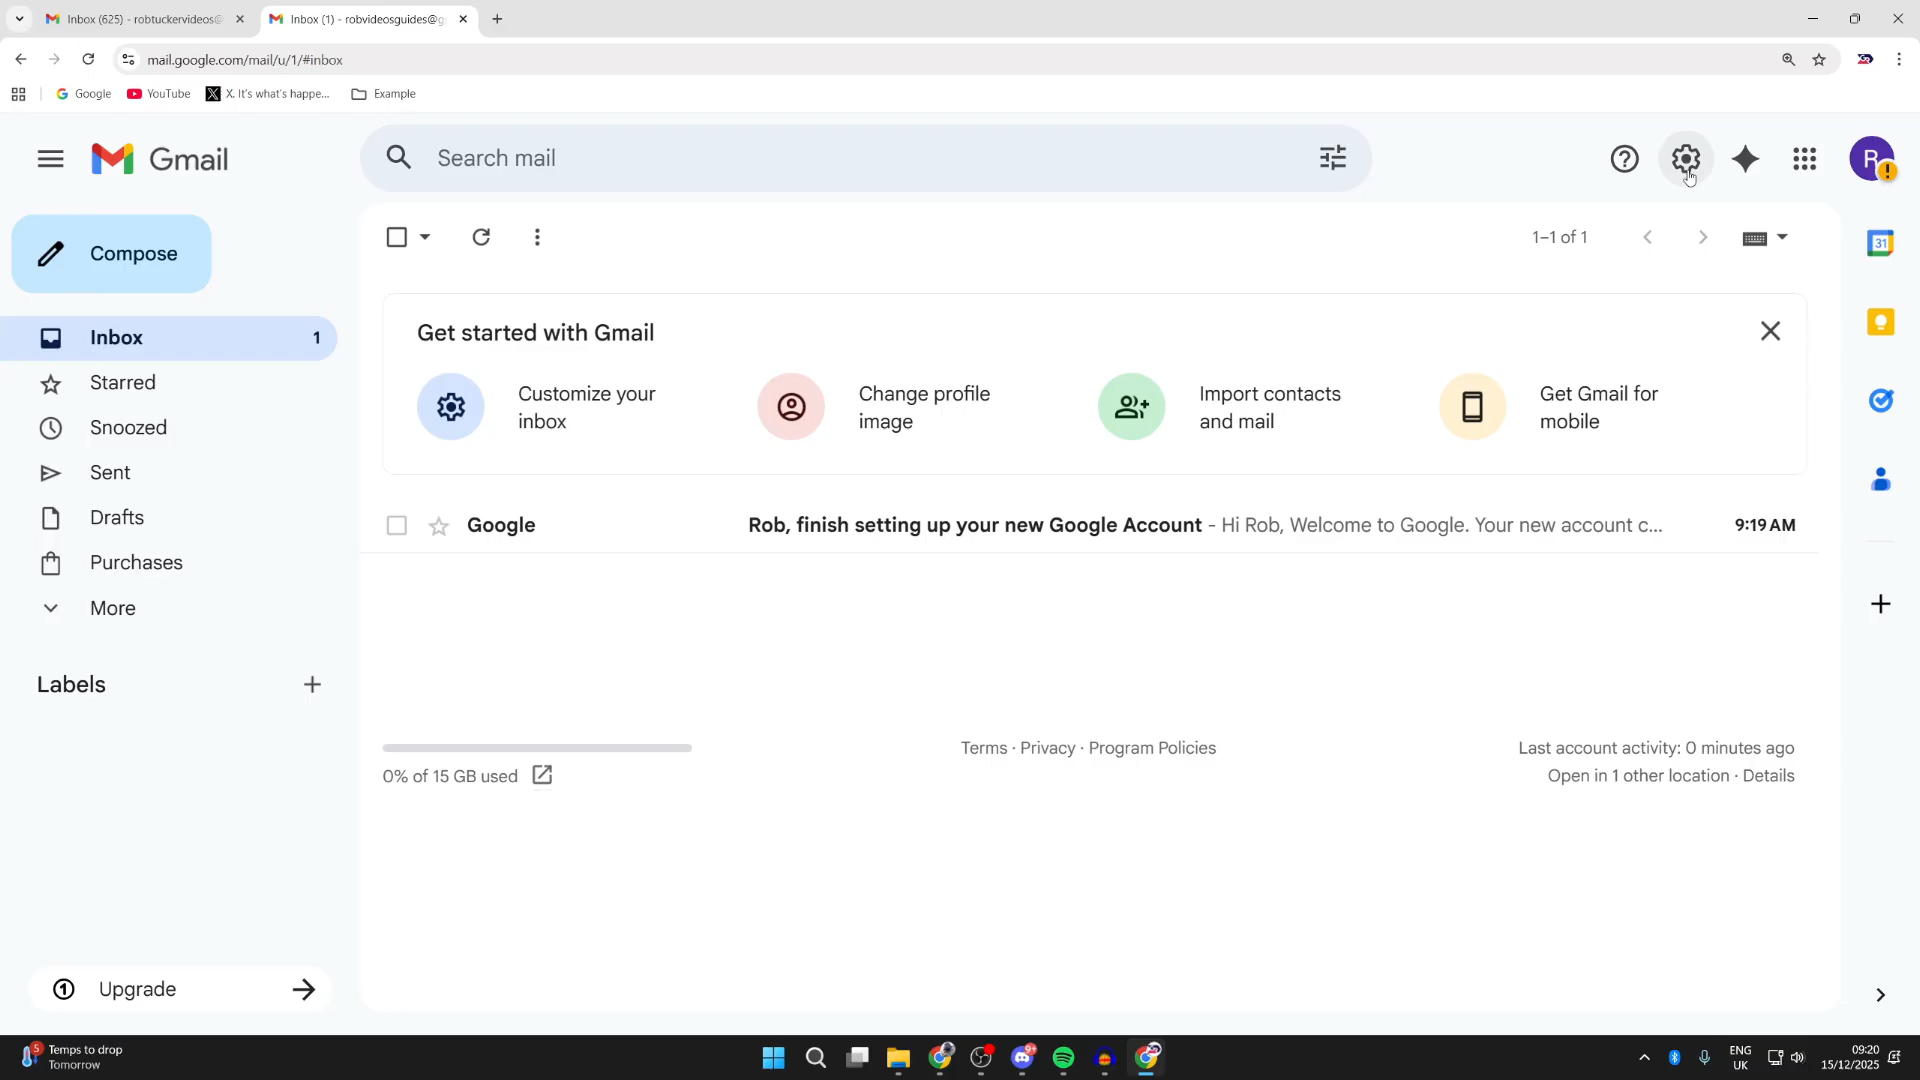 Inbox (625) - robtuckervideos@
Inbox (1) - robvideosguides@g
mail.google.com/mail/u/1/#inbox
Google
YouTube
X. It's what's happe...
Example
Gmail
Search mail
R
!
Compose
1–1 of 1
31
Get started with Gmail
Inbox 1
Starred
Snoozed
Sent
Drafts
Purchases
More
Customize your
inbox
Change profile
image
Import contacts
and mail
Get Gmail for
mobile
Google Rob, finish setting up your new Google Account - Hi Rob, Welcome to Google. Your new account c... 9:19 AM
Labels
Terms · Privacy · Program Policies
Last account activity: 0 minutes ago
0% of 15 GB used
Open in 1 other location · Details
1 Upgrade
5
Temps to drop
Tomorrow
9+
ENG
UK
09:20
15/12/2025